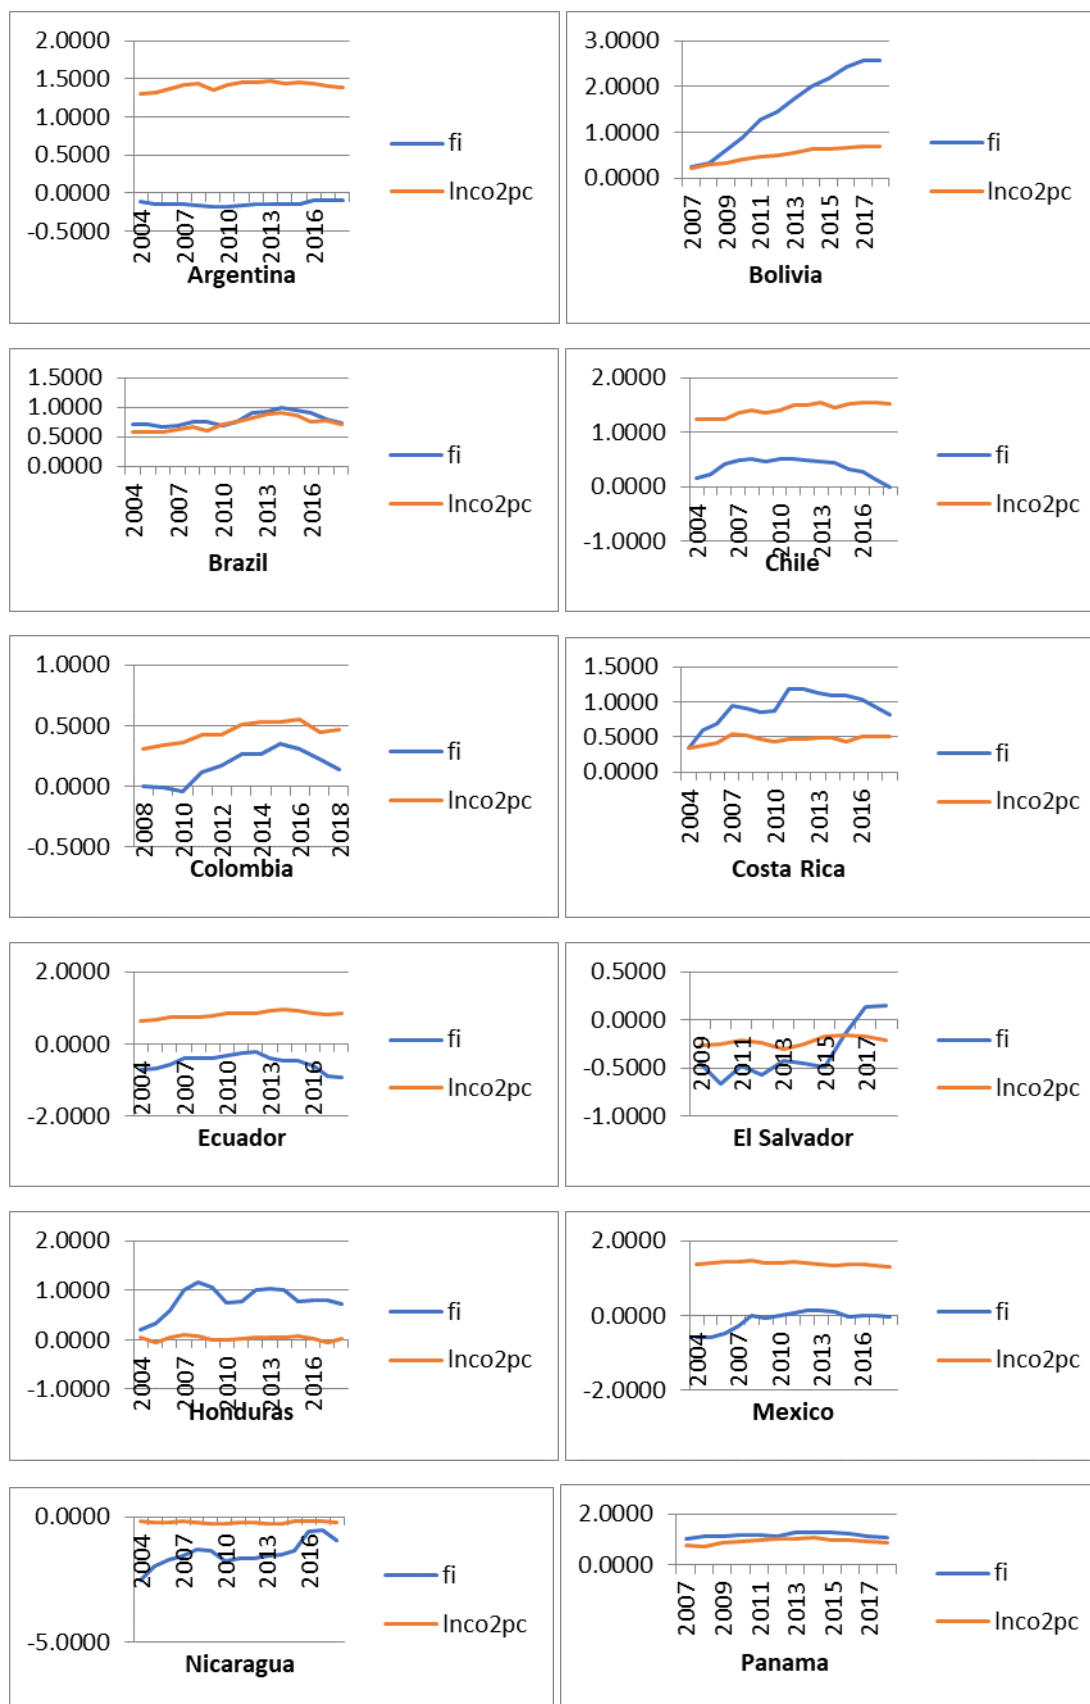 2.0000
1.5000
1.0000
0.5000
0.0000
-0.5000
2004
2007
2010
2013
2016
fi
lnco2pc
Argentina
3.0000
2.0000
1.0000
0.0000
2007
2009
2011
2013
2015
2017
fi
lnco2pc
Bolivia
1.5000
1.0000
0.5000
0.0000
2004
2007
2010
2013
2016
fi
lnco2pc
Brazil
2.0000
1.0000
0.0000
-1.0000
2004
2007
2010
2013
2016
fi
lnco2pc
Chile
1.0000
0.5000
0.0000
-0.5000
2008
2010
2012
2014
2016
2018
fi
lnco2pc
Colombia
1.5000
1.0000
0.5000
0.0000
2004
2007
2010
2013
2016
fi
lnco2pc
Costa Rica
2.0000
0.0000
-2.0000
2004
2007
2010
2013
2016
fi
lnco2pc
Ecuador
0.5000
0.0000
-0.5000
-1.0000
2009
2011
2013
2015
2017
fi
lnco2pc
El Salvador
2.0000
1.0000
0.0000
-1.0000
2004
2007
2010
2013
2016
fi
lnco2pc
Honduras
2.0000
0.0000
-2.0000
2004
2007
2010
2013
2016
fi
lnco2pc
Mexico
0.0000
-5.0000
2004
2007
2010
2013
2016
fi
lnco2pc
Nicaragua
2.0000
0.0000
2007
2009
2011
2013
2015
2017
fi
lnco2pc
Panama